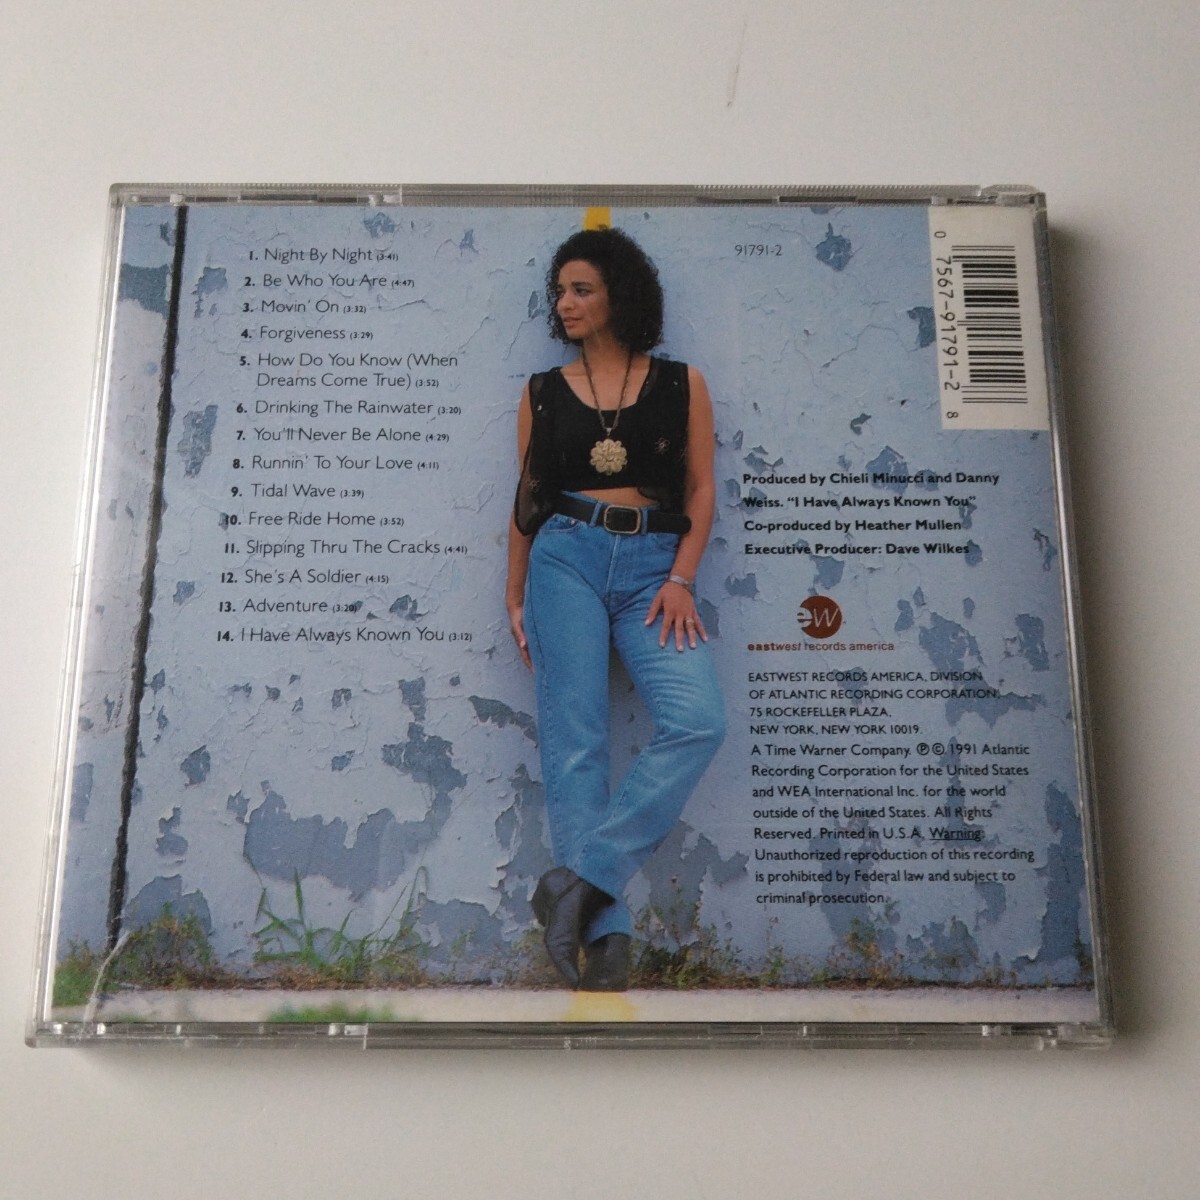 1. Night By Night (3:41)
2. Be Who You Are (4:47)
3. Movin' On (3:32)
4. Forgiveness (3:29)
5. How Do You Know (When
Dreams Come True) (3:52)
6. Drinking The Rainwater (3:20)
7. You'll Never Be Alone (4:29)
8. Runnin' To Your Love (4:11)
9. Tidal Wave (3:39)
10. Free Ride Home (3:52)
11. Slipping Thru The Cracks (4:41)
12. She's A Soldier (4:15)
13. Adventure (3:20)
14. I Have Always Known You (3:12)
91791-2
0 7567-91791-2 8
Produced by Chieli Minucci and Danny
Weiss. "I Have Always Known You"
Co-produced by Heather Mullen
Executive Producer: Dave Wilkes
ew
eastwest records america
EASTWEST RECORDS AMERICA, DIVISION
OF ATLANTIC RECORDING CORPORATION,
75 ROCKEFELLER PLAZA,
NEW YORK, NEW YORK 10019.
A Time Warner Company. ℗ © 1991 Atlantic
Recording Corporation for the United States
and WEA International Inc. for the world
outside of the United States. All Rights
Reserved. Printed in U.S.A. Warning:
Unauthorized reproduction of this recording
is prohibited by Federal law and subject to
criminal prosecution.